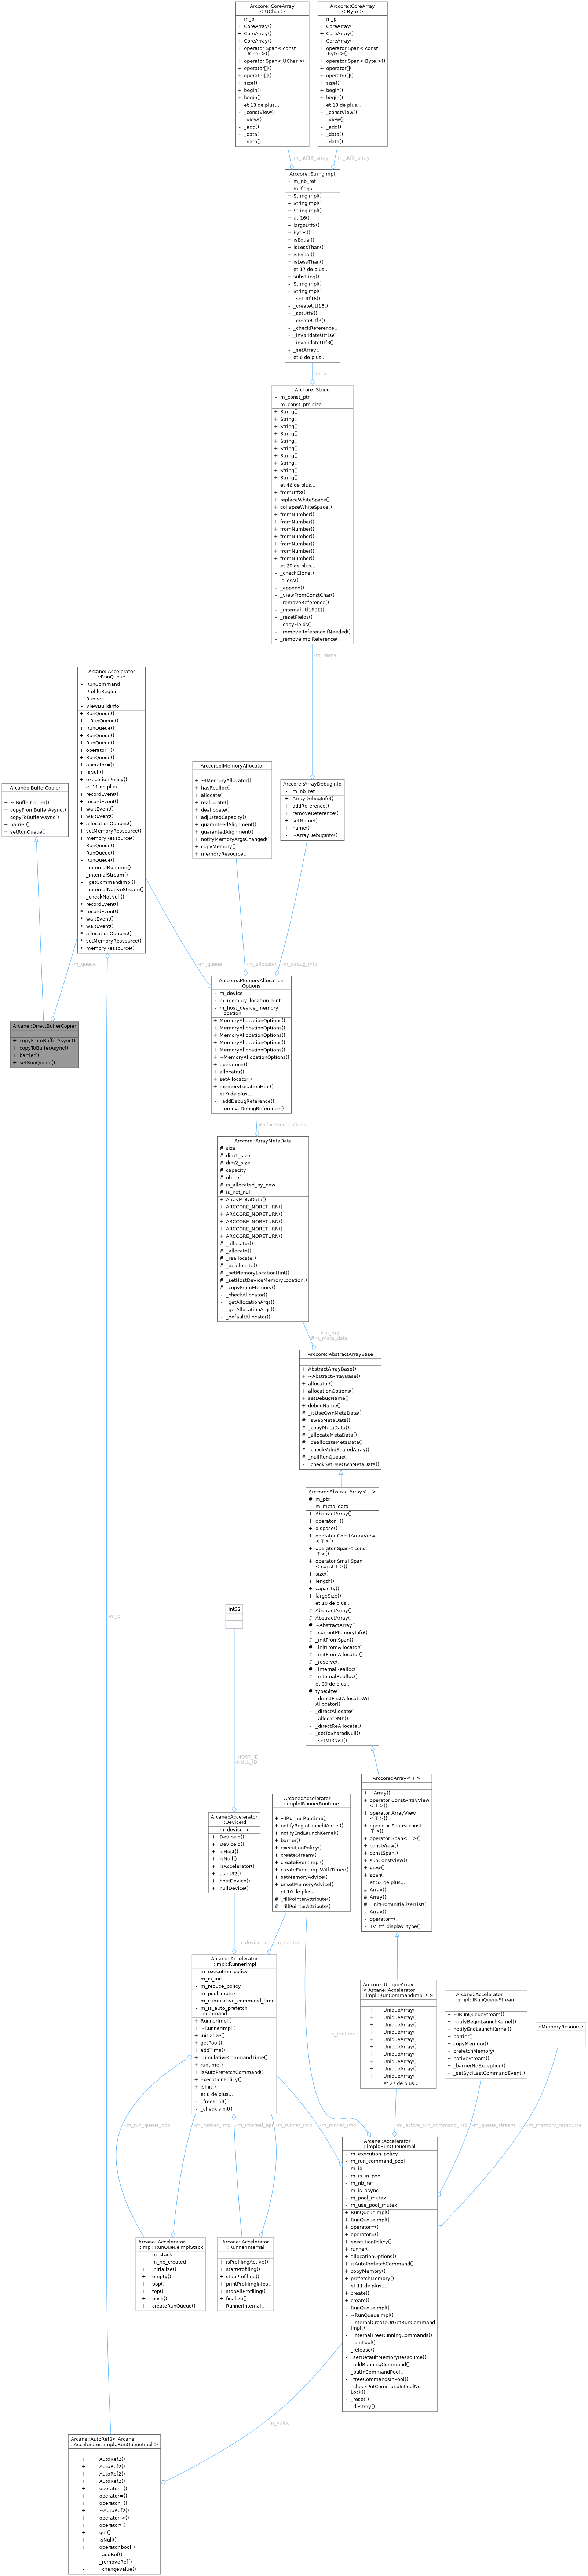 Arccore::CoreArray
< UChar >
- m_p
+ CoreArray()
+ CoreArray()
+ CoreArray()
+ operator Span< const
UChar >()
+ operator Span< UChar >()
+ operator[]()
+ operator[]()
+ size()
+ begin()
+ begin()
et 13 de plus...
- _constView()
- _view()
- _add()
- _data()
- _data()
Arccore::CoreArray
< Byte >
- m_p
+ CoreArray()
+ CoreArray()
+ CoreArray()
+ operator Span< const
Byte >()
+ operator Span< Byte >()
+ operator[]()
+ operator[]()
+ size()
+ begin()
+ begin()
et 13 de plus...
- _constView()
- _view()
- _add()
- _data()
- _data()
-m_utf16_array
-m_utf8_array
Arccore::StringImpl
- m_nb_ref
- m_flags
+ StringImpl()
+ StringImpl()
+ StringImpl()
+ utf16()
+ largeUtf8()
+ bytes()
+ isEqual()
+ isLessThan()
+ isEqual()
+ isLessThan()
et 17 de plus...
+ substring()
- StringImpl()
- StringImpl()
- _setUtf16()
- _createUtf16()
- _setUtf8()
- _createUtf8()
- _checkReference()
- _invalidateUtf16()
- _invalidateUtf8()
- _setArray()
et 6 de plus...
-m_p
Arccore::String
- m_const_ptr
- m_const_ptr_size
+ String()
+ String()
+ String()
+ String()
+ String()
+ String()
+ String()
+ String()
+ String()
+ String()
et 46 de plus...
+ fromUtf8()
+ replaceWhiteSpace()
+ collapseWhiteSpace()
+ fromNumber()
+ fromNumber()
+ fromNumber()
+ fromNumber()
+ fromNumber()
+ fromNumber()
+ fromNumber()
et 20 de plus...
- _checkClone()
- isLess()
- _append()
- _viewFromConstChar()
- _removeReference()
- _internalUtf16BE()
- _resetFields()
- _copyFields()
- _removeReferenceIfNeeded()
- _removeImplReference()
-m_name
Arcane::Accelerator
::RunQueue
- RunCommand
- ProfileRegion
- Runner
- ViewBuildInfo
+ RunQueue()
+ ~RunQueue()
+ RunQueue()
+ RunQueue()
+ RunQueue()
+ operator=()
+ RunQueue()
+ operator=()
+ isNull()
+ executionPolicy()
et 11 de plus...
+ recordEvent()
+ recordEvent()
+ waitEvent()
+ waitEvent()
+ allocationOptions()
+ setMemoryRessource()
+ memoryRessource()
- RunQueue()
- RunQueue()
- RunQueue()
- _internalRuntime()
- _internalStream()
- _getCommandImpl()
- _internalNativeStream()
- _checkNotNull()
* recordEvent()
* recordEvent()
* waitEvent()
* waitEvent()
* allocationOptions()
* setMemoryRessource()
* memoryRessource()
Arcane::IBufferCopier
+ ~IBufferCopier()
+ copyFromBufferAsync()
+ copyToBufferAsync()
+ barrier()
+ setRunQueue()
Arccore::IMemoryAllocator
+ ~IMemoryAllocator()
+ hasRealloc()
+ allocate()
+ reallocate()
+ deallocate()
+ adjustedCapacity()
+ guaranteedAlignment()
+ guarantedAlignment()
+ notifyMemoryArgsChanged()
+ copyMemory()
+ memoryResource()
Arccore::ArrayDebugInfo
- m_nb_ref
+ ArrayDebugInfo()
+ addReference()
+ removeReference()
+ setName()
+ name()
- ~ArrayDebugInfo()
-m_queue
-m_queue
-m_allocator
-m_debug_info
Arcane::DirectBufferCopier
+ copyFromBufferAsync()
+ copyToBufferAsync()
+ barrier()
+ setRunQueue()
Arccore::MemoryAllocation
Options
- m_device
- m_memory_location_hint
- m_host_device_memory
_location
+ MemoryAllocationOptions()
+ MemoryAllocationOptions()
+ MemoryAllocationOptions()
+ MemoryAllocationOptions()
+ MemoryAllocationOptions()
+ ~MemoryAllocationOptions()
+ operator=()
+ allocator()
+ setAllocator()
+ memoryLocationHint()
et 9 de plus...
- _addDebugReference()
- _removeDebugReference()
#allocation_options
Arccore::ArrayMetaData
# size
# dim1_size
# dim2_size
# capacity
# nb_ref
# is_allocated_by_new
# is_not_null
+ ArrayMetaData()
+ ARCCORE_NORETURN()
+ ARCCORE_NORETURN()
+ ARCCORE_NORETURN()
+ ARCCORE_NORETURN()
+ ARCCORE_NORETURN()
# _allocator()
# _allocate()
# _reallocate()
# _deallocate()
# _setMemoryLocationHint()
# _setHostDeviceMemoryLocation()
# _copyFromMemory()
- _checkAllocator()
- _getAllocationArgs()
- _getAllocationArgs()
- _defaultAllocator()
#m_md
#m_meta_data
Arccore::AbstractArrayBase
+ AbstractArrayBase()
+ ~AbstractArrayBase()
+ allocator()
+ allocationOptions()
+ setDebugName()
+ debugName()
# _isUseOwnMetaData()
# _swapMetaData()
# _copyMetaData()
# _allocateMetaData()
# _deallocateMetaData()
# _checkValidSharedArray()
# _nullRunQueue()
- _checkSetUseOwnMetaData()
Arccore::AbstractArray< T >
# m_ptr
- m_meta_data
+ AbstractArray()
+ operator=()
+ dispose()
+ operator ConstArrayView
< T >()
+ operator Span< const
T >()
+ operator SmallSpan
< const T >()
+ size()
+ length()
+ capacity()
+ largeSize()
et 10 de plus...
# AbstractArray()
# AbstractArray()
# ~AbstractArray()
# _currentMemoryInfo()
# _initFromSpan()
# _initFromAllocator()
# _initFromAllocator()
# _reserve()
# _internalRealloc()
# _internalRealloc()
et 39 de plus...
# typeSize()
- _directFirstAllocateWith
Allocator()
- _directAllocate()
- _allocateMP()
- _directReAllocate()
- _setToSharedNull()
- _setMPCast()
-m_p
Int32
-HOST_ID
-NULL_ID
Arccore::Array< T >
+ ~Array()
+ operator ConstArrayView
< T >()
+ operator ArrayView
< T >()
+ operator Span< const
T >()
+ operator Span< T >()
+ constView()
+ constSpan()
+ subConstView()
+ view()
+ span()
et 53 de plus...
# Array()
# Array()
# _initFromInitializerList()
- Array()
- operator=()
- TV_ttf_display_type()
Arcane::Accelerator
::DeviceId
- m_device_id
+ DeviceId()
+ DeviceId()
+ isHost()
+ isNull()
+ isAccelerator()
+ asInt32()
+ hostDevice()
+ nullDevice()
Arcane::Accelerator
::impl::IRunnerRuntime
+ ~IRunnerRuntime()
+ notifyBeginLaunchKernel()
+ notifyEndLaunchKernel()
+ barrier()
+ executionPolicy()
+ createStream()
+ createEventImpl()
+ createEventImplWithTimer()
+ setMemoryAdvice()
+ unsetMemoryAdvice()
et 10 de plus...
# _fillPointerAttribute()
# _fillPointerAttribute()
-m_device_id
-m_runtime
Arcane::Accelerator
::impl::RunnerImpl
- m_execution_policy
- m_is_init
- m_reduce_policy
- m_pool_mutex
- m_cumulative_command_time
- m_is_auto_prefetch
_command
+ RunnerImpl()
+ ~RunnerImpl()
+ initialize()
+ getPool()
+ addTime()
+ cumulativeCommandTime()
+ runtime()
+ isAutoPrefetchCommand()
+ executionPolicy()
+ isInit()
et 8 de plus...
- _freePool()
- _checkIsInit()
-m_runtime
Arccore::UniqueArray
< Arcane::Accelerator
::impl::RunCommandImpl * >
+ UniqueArray()
+ UniqueArray()
+ UniqueArray()
+ UniqueArray()
+ UniqueArray()
+ UniqueArray()
+ UniqueArray()
+ UniqueArray()
+ UniqueArray()
+ UniqueArray()
et 27 de plus...
Arcane::Accelerator
::impl::IRunQueueStream
+ ~IRunQueueStream()
+ notifyBeginLaunchKernel()
+ notifyEndLaunchKernel()
+ barrier()
+ copyMemory()
+ prefetchMemory()
+ nativeStream()
+ _barrierNoException()
+ _setSyclLastCommandEvent()
eMemoryResource
-m_run_queue_pool
-m_runner_impl
-m_internal_api
-m_runner_impl
-m_runner_impl
-m_active_run_command_list
-m_queue_stream
-m_memory_ressource
Arcane::Accelerator
::impl::RunQueueImplStack
- m_stack
- m_nb_created
+ initialize()
+ empty()
+ pop()
+ top()
+ push()
+ createRunQueue()
Arcane::Accelerator
::RunnerInternal
+ isProfilingActive()
+ startProfiling()
+ stopProfiling()
+ printProfilingInfos()
+ stopAllProfiling()
+ finalize()
- RunnerInternal()
Arcane::Accelerator
::impl::RunQueueImpl
- m_execution_policy
- m_run_command_pool
- m_id
- m_is_in_pool
- m_nb_ref
- m_is_async
- m_pool_mutex
- m_use_pool_mutex
+ RunQueueImpl()
+ RunQueueImpl()
+ operator=()
+ operator=()
+ executionPolicy()
+ runner()
+ allocationOptions()
+ isAutoPrefetchCommand()
+ copyMemory()
+ prefetchMemory()
et 11 de plus...
+ create()
+ create()
- RunQueueImpl()
- ~RunQueueImpl()
- _internalCreateOrGetRunCommand
Impl()
- _internalFreeRunningCommands()
- _isInPool()
- _release()
- _setDefaultMemoryRessource()
- _addRunningCommand()
- _putInCommandPool()
- _freeCommandsInPool()
- _checkPutCommandInPoolNo
Lock()
- _reset()
- _destroy()
-m_value
Arcane::AutoRef2< Arcane
::Accelerator::impl::RunQueueImpl >
+ AutoRef2()
+ AutoRef2()
+ AutoRef2()
+ AutoRef2()
+ operator=()
+ operator=()
+ operator=()
+ ~AutoRef2()
+ operator->()
+ operator*()
+ get()
+ isNull()
+ operator bool()
- _addRef()
- _removeRef()
- _changeValue()